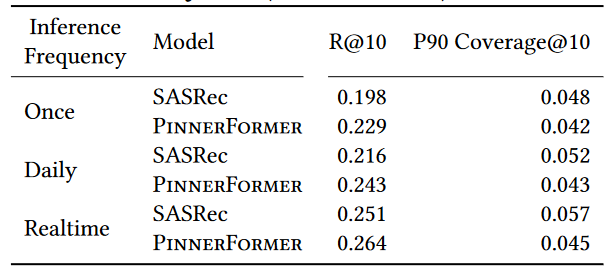 Inference Frequency Model R@10 P90 Coverage@10
Once SASRec 0.198 0.048
PinnerFormer 0.229 0.042
Daily SASRec 0.216 0.052
PinnerFormer 0.243 0.043
Realtime SASRec 0.251 0.057
PinnerFormer 0.264 0.045